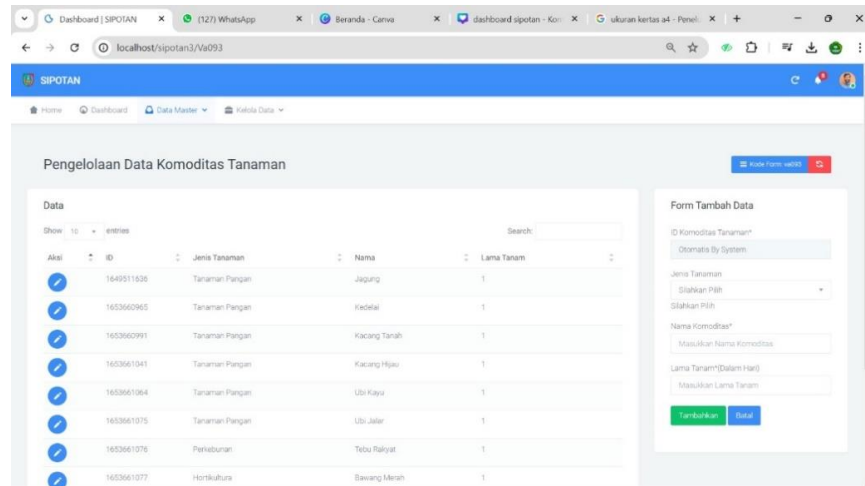 Dashboard | SIPOTAN
(127) WhatsApp
Beranda - Canva
dashboard sipotan - Kon
ukuran kertas a4 - Penel
localhost/sipotan3/Va093
SIPOTAN
Home Dashboard Data Master Kelola Data
Pengelolaan Data Komoditas Tanaman
Kode Form va093
Data
Show 10 entries
Search:
Aksi ID Jenis Tanaman Nama Lama Tanam
1649511636 Tanaman Pangan Jagung 1
1653660965 Tanaman Pangan Kedelai 1
1653660991 Tanaman Pangan Kacang Tanah 1
1653661041 Tanaman Pangan Kacang Hijau 1
1653661064 Tanaman Pangan Ubi Kayu 1
1653661075 Tanaman Pangan Ubi Jalar 1
1653661076 Perkebunan Tebu Rakyat 1
1653661077 Hortikultura Bawang Merah 1
Form Tambah Data
ID Komoditas Tanaman*
Otomatis By System
Jenis Tanaman
Silahkan Pilih
Silahkan Pilih
Nama Komoditas*
Masukkan Nama Komoditas
Lama Tanam*(Dalam Hari)
Masukkan Lama Tanam
Tambahkan Batal